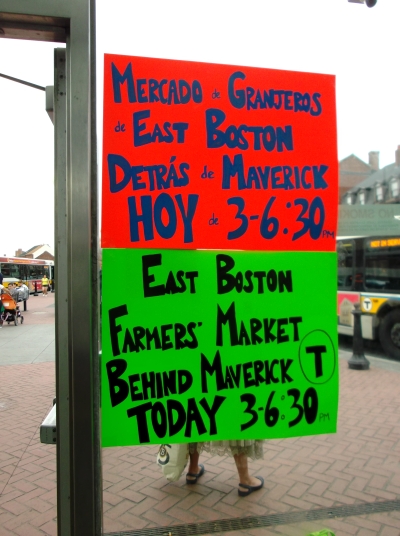 MERCADO de GRANJEROS
de EAST BOSTON
DETRÁS de MAVERICK
HOY de 3-6:30 PM
EAST BOSTON
FARMERS' MARKET
BEHIND MAVERICK T
TODAY 3-6:30 PM